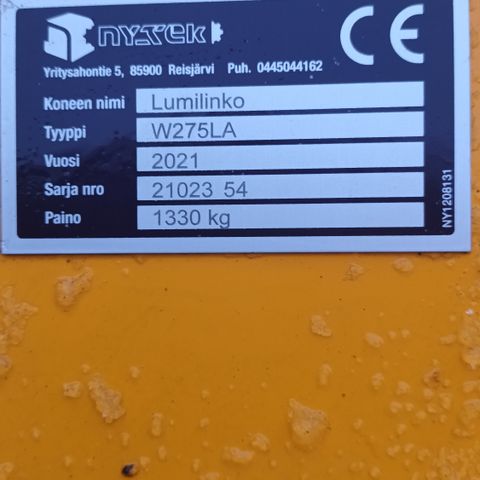 nytek
CE
Yritysahontie 5, 85900 Reisjärvi Puh. 0445044162
Koneen nimi Lumilinko
Tyyppi W275LA
Vuosi 2021
Sarja nro 21023 54
Paino 1330 kg
NY1208131